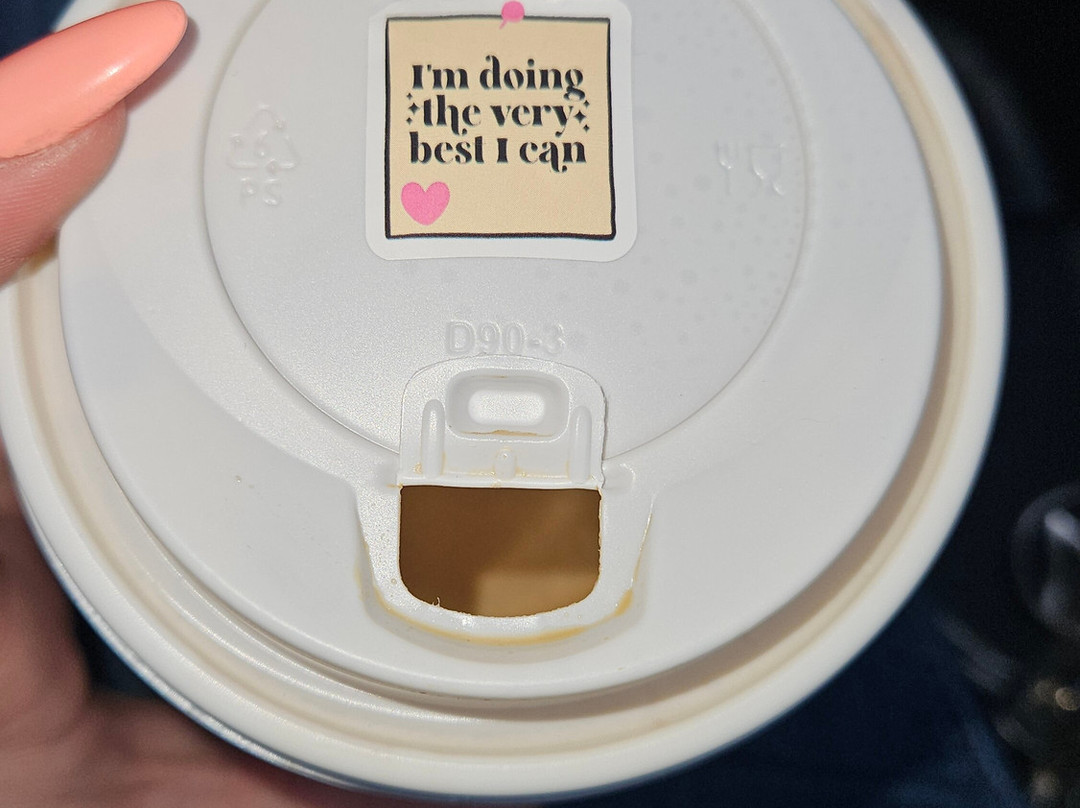 I'm doing
the very
best I can
PS
D90-3